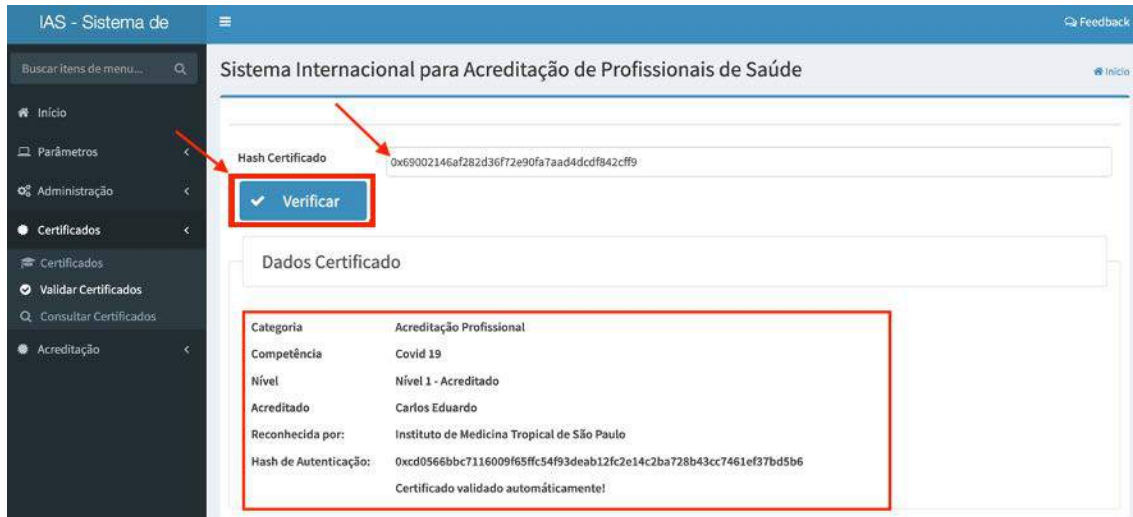 IAS - Sistema de
Feedback
Buscar itens de menu...
Sistema Internacional para Acreditação de Profissionais de Saúde
Início
Início
Parâmetros
Administração
Certificados
Certificados
Validar Certificados
Consultar Certificados
Acreditação
Hash Certificado
0x69002146af282d36f72e90fa7aad4dcdf842cff9
Verificar
Dados Certificado
Categoria Acreditação Profissional
Competência Covid 19
Nível Nível 1 - Acreditado
Acreditado Carlos Eduardo
Reconhecida por: Instituto de Medicina Tropical de São Paulo
Hash de Autenticação: 0xcd0566bbc7116009f65ffc54f93deab12fc2e14c2ba728b43cc7461ef37bd5b6
Certificado validado automáticamente!